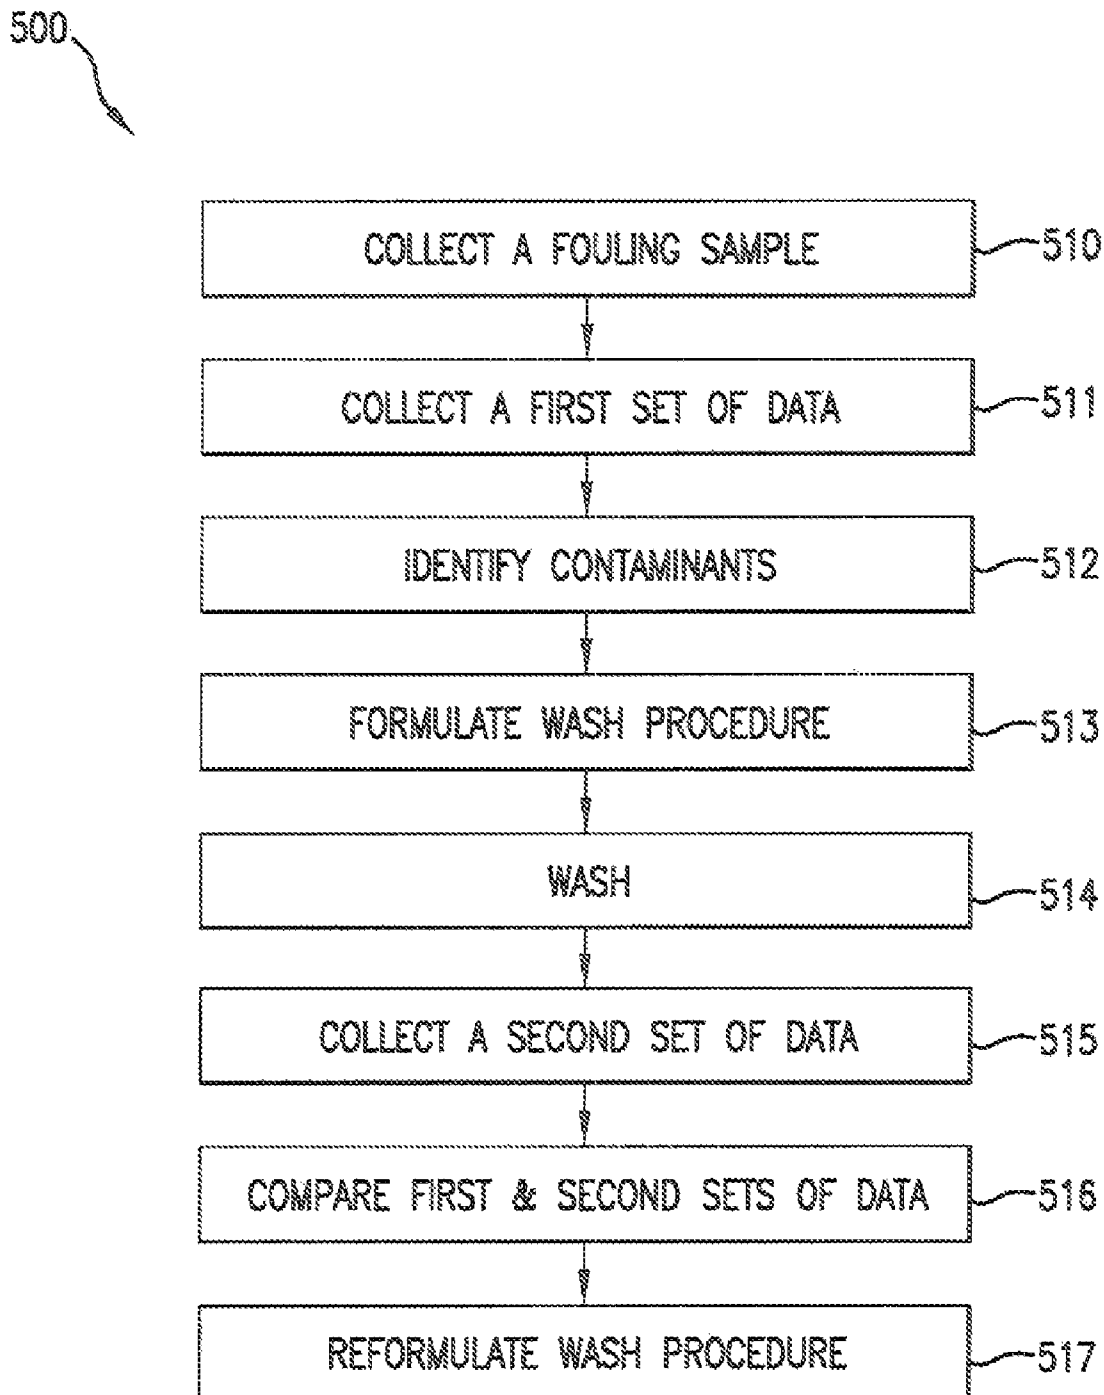 500
COLLECT A FOULING SAMPLE 510
COLLECT A FIRST SET OF DATA 511
IDENTIFY CONTAMINANTS 512
FORMULATE WASH PROCEDURE 513
WASH 514
COLLECT A SECOND SET OF DATA 515
COMPARE FIRST & SECOND SETS OF DATA 516
REFORMULATE WASH PROCEDURE 517